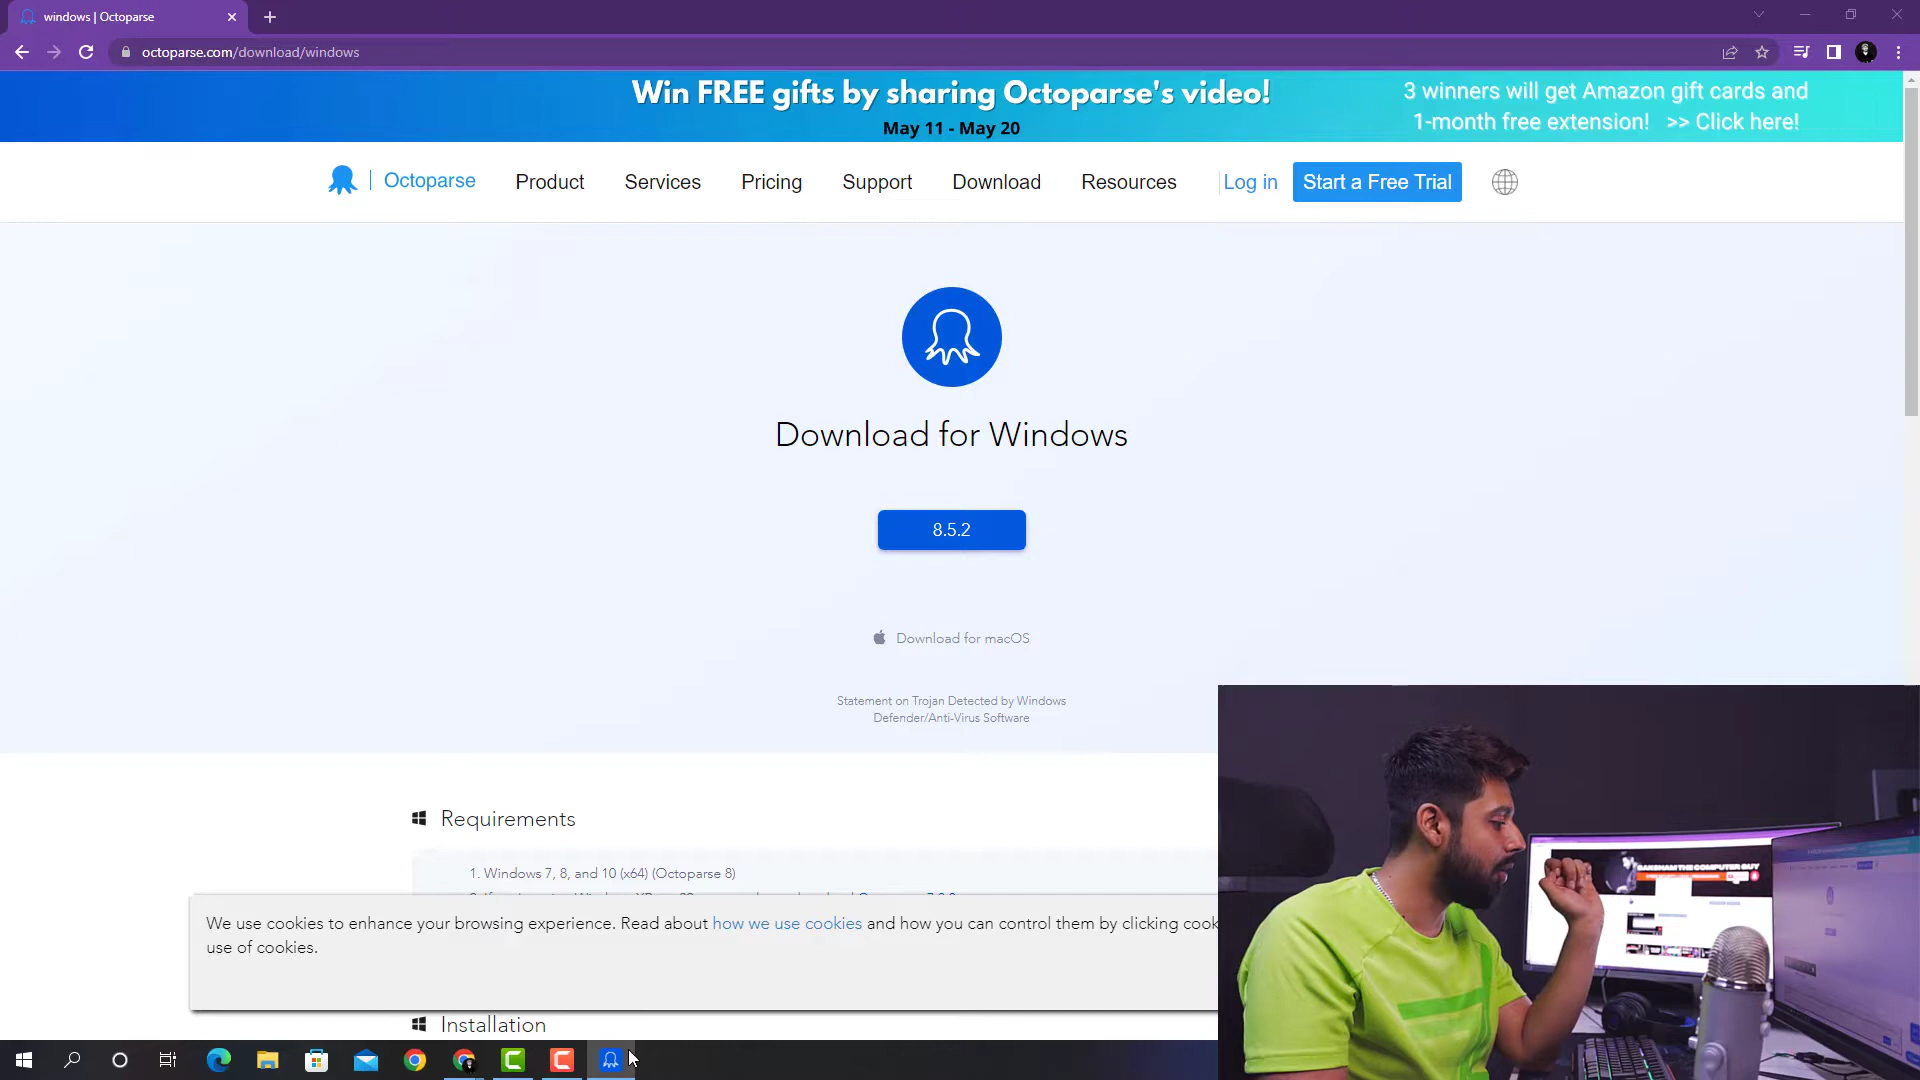 windows | Octoparse
octoparse.com/download/windows
Win FREE gifts by sharing Octoparse's video!
May 11 - May 20
3 winners will get Amazon gift cards and
1-month free extension! >> Click here!
Octoparse
Product
Services
Pricing
Support
Download
Resources
Log in
Start a Free Trial
Download for Windows
8.5.2
Download for macOS
Statement on Trojan Detected by Windows
Defender/Anti-Virus Software
Requirements
1. Windows 7, 8, and 10 (x64) (Octoparse 8)
We use cookies to enhance your browsing experience. Read about how we use cookies and how you can control them by clicking cook
use of cookies.
Installation
THE COMPUTER GUY